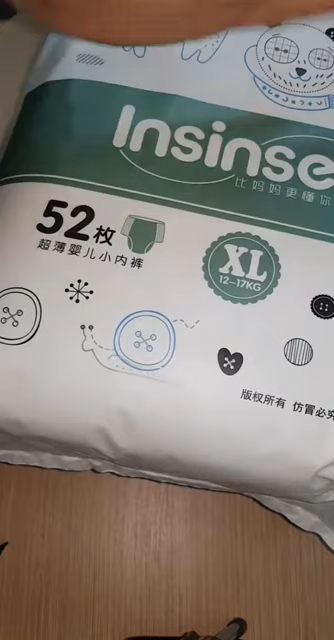 Insinse
比妈妈更懂你
52枚
超薄婴儿小内裤
XL
12-17KG
版权所有 仿冒必究